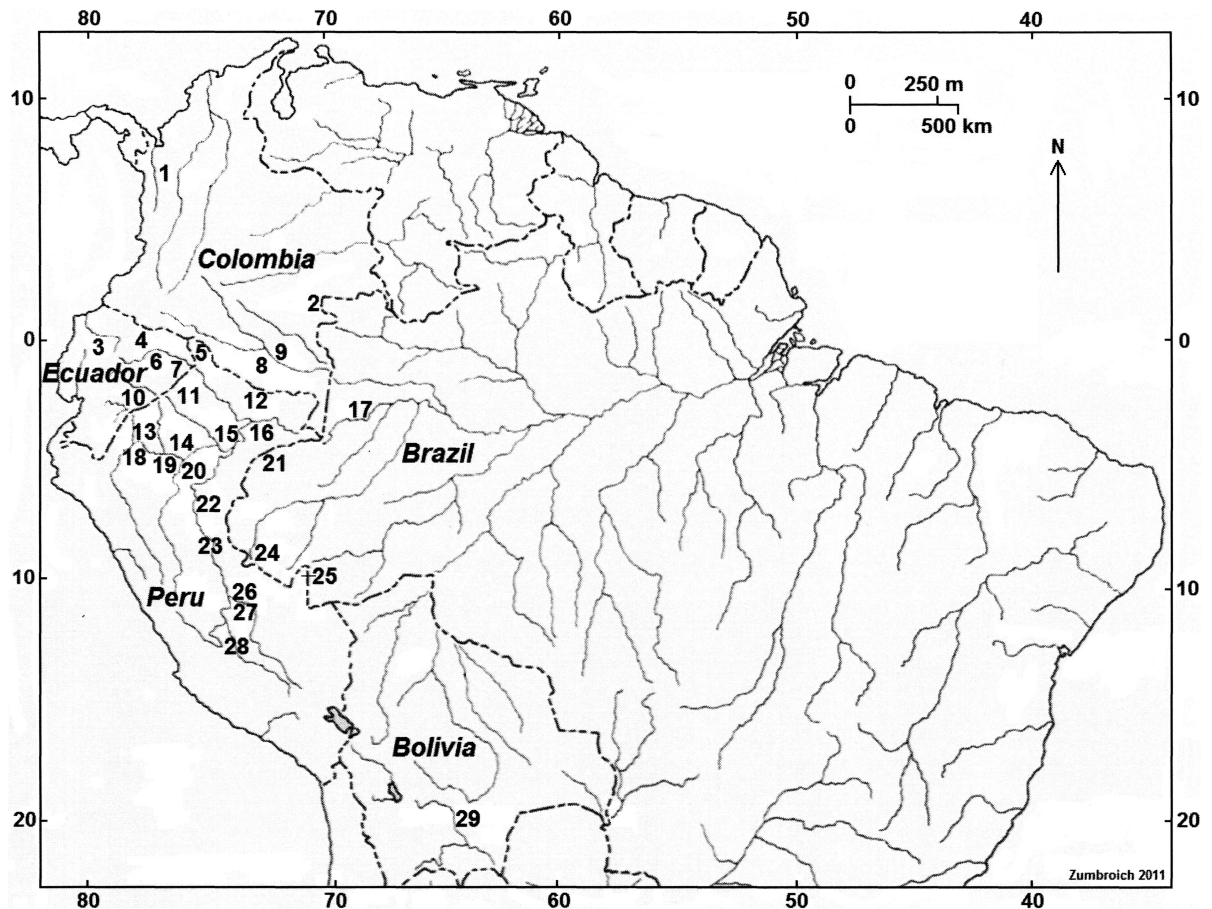 80 70 60 50 40
10 0 250 m 10
0 500 km
N
1
Colombia
2
0 3 4 5 9 0
6 7 8
Ecuador
10 11 12
17
13 15 16
14 Brazil
18 19 20 21
22
23 24
25
10 26 10
Peru 27
28
Bolivia
20 29 20
Zumbroich 2011
80 70 60 50 40